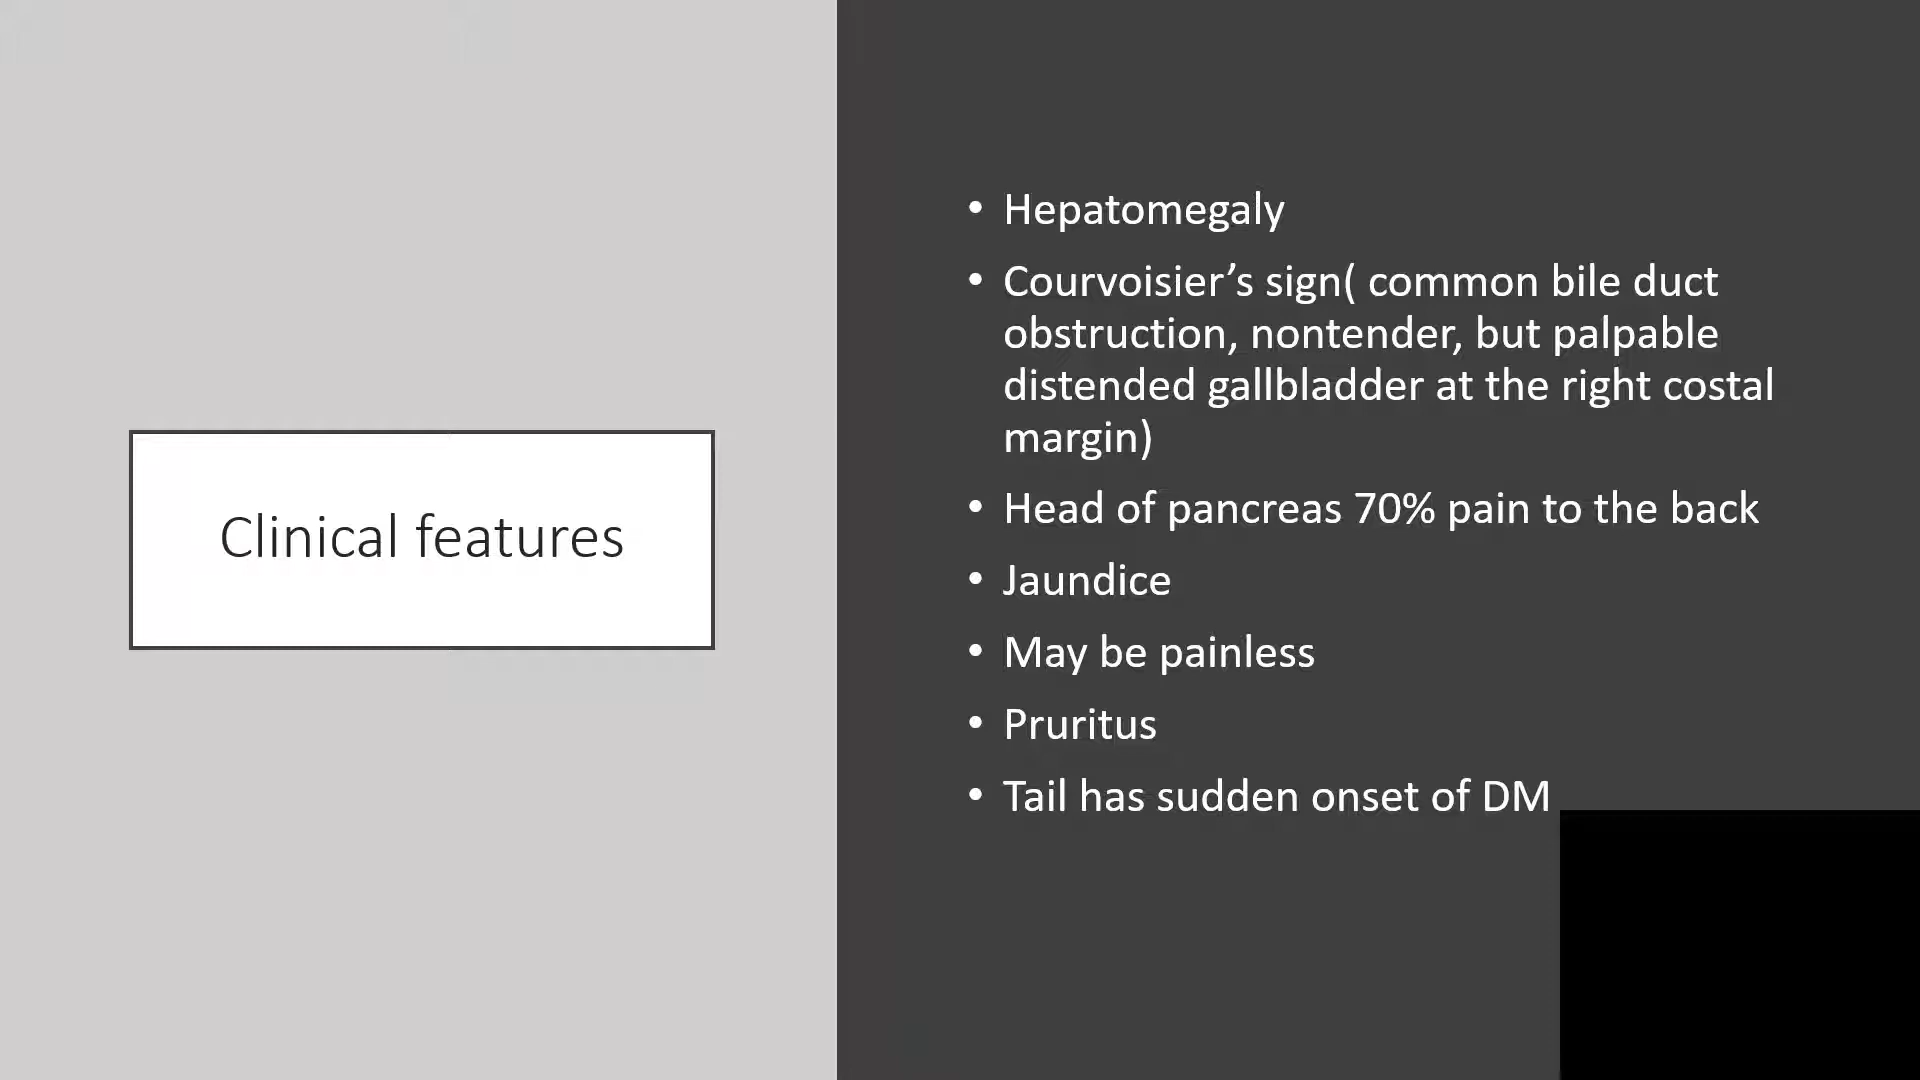 Clinical features
• Hepatomegaly
• Courvoisier’s sign( common bile duct
obstruction, nontender, but palpable
distended gallbladder at the right costal
margin)
• Head of pancreas 70% pain to the back
• Jaundice
• May be painless
• Pruritus
• Tail has sudden onset of DM